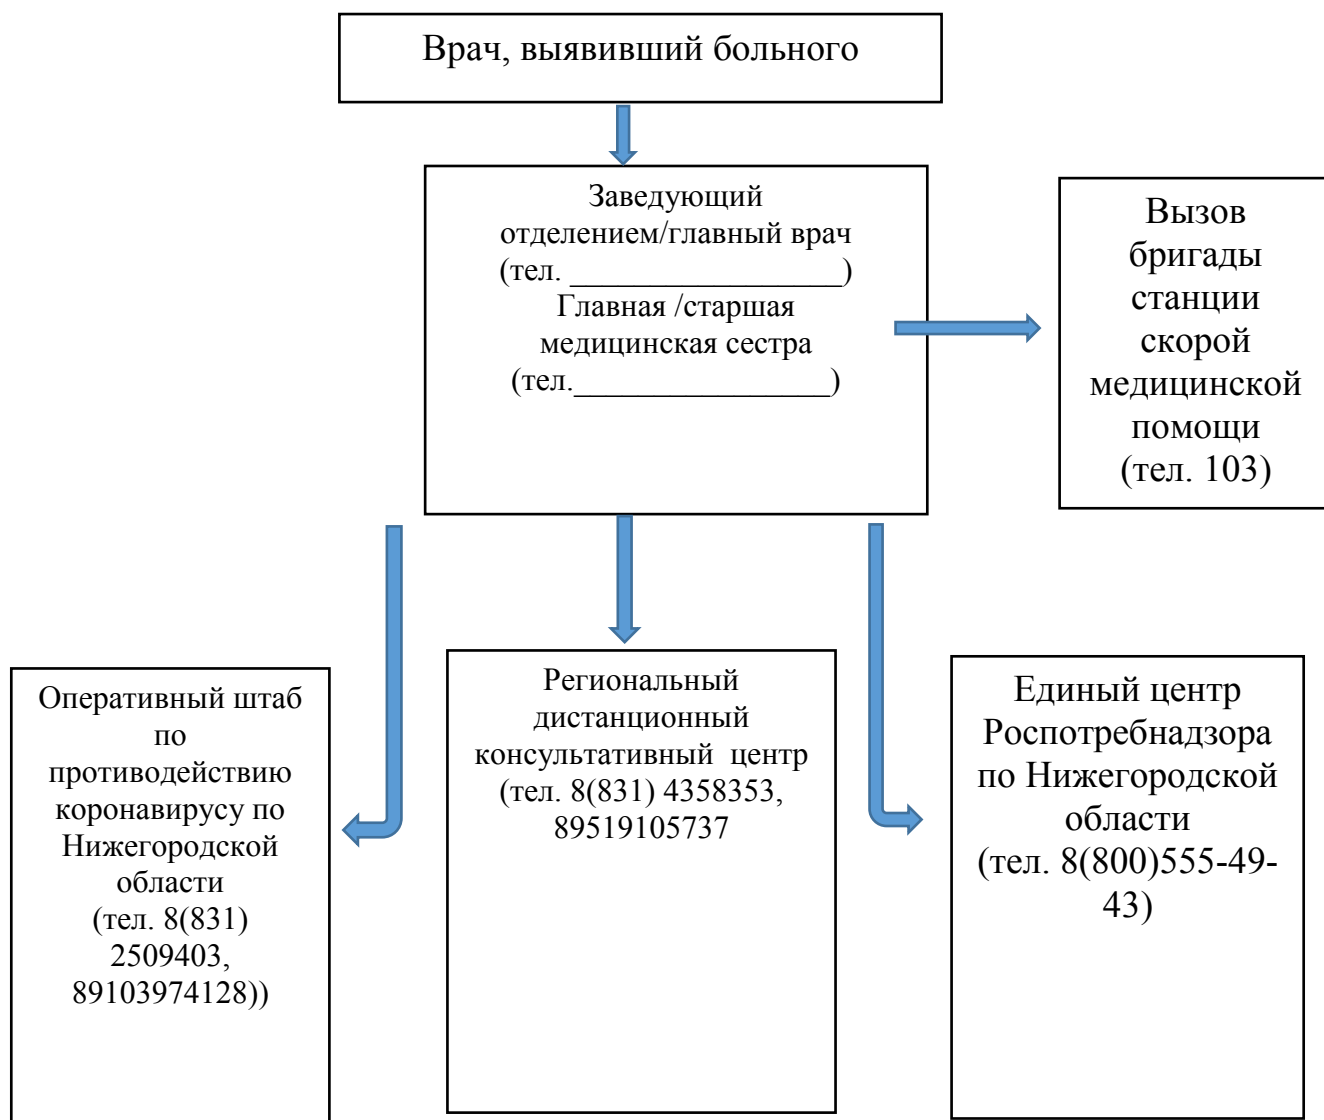 Врач, выявивший больного
Заведующий
отделением/главный врач
(тел. _________________)
Главная /старшая
медицинская сестра
(тел.________________)
Вызов
бригады
станции
скорой
медицинской
помощи
(тел. 103)
Оперативный штаб
по
противодействию
коронавирусу по
Нижегородской
области
(тел. 8(831)
2509403,
89103974128))
Региональный
дистанционный
консультативный центр
(тел. 8(831) 4358353,
89519105737
Единый центр
Роспотребнадзора
по Нижегородской
области
(тел. 8(800)555-49-
43)